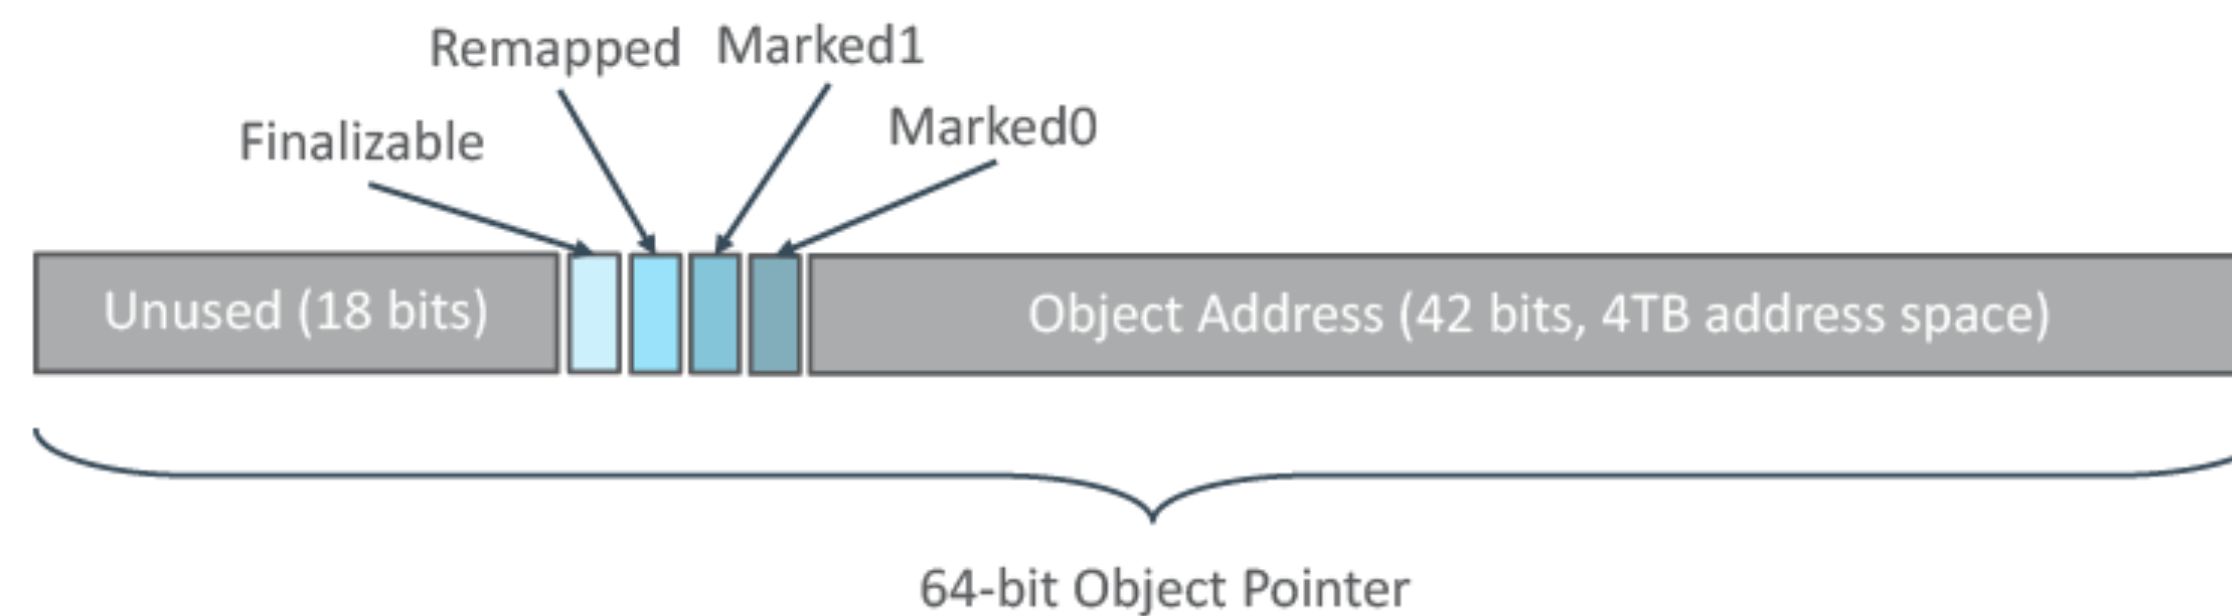 Remapped Marked1
Finalizable
Marked0
Unused (18 bits)
Object Address (42 bits, 4TB address space)
64-bit Object Pointer